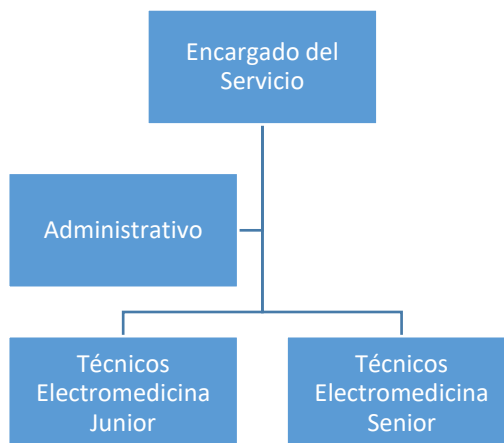 Encargado del
Servicio
Administrativo
Técnicos
Electromedicina
Junior
Técnicos
Electromedicina
Senior